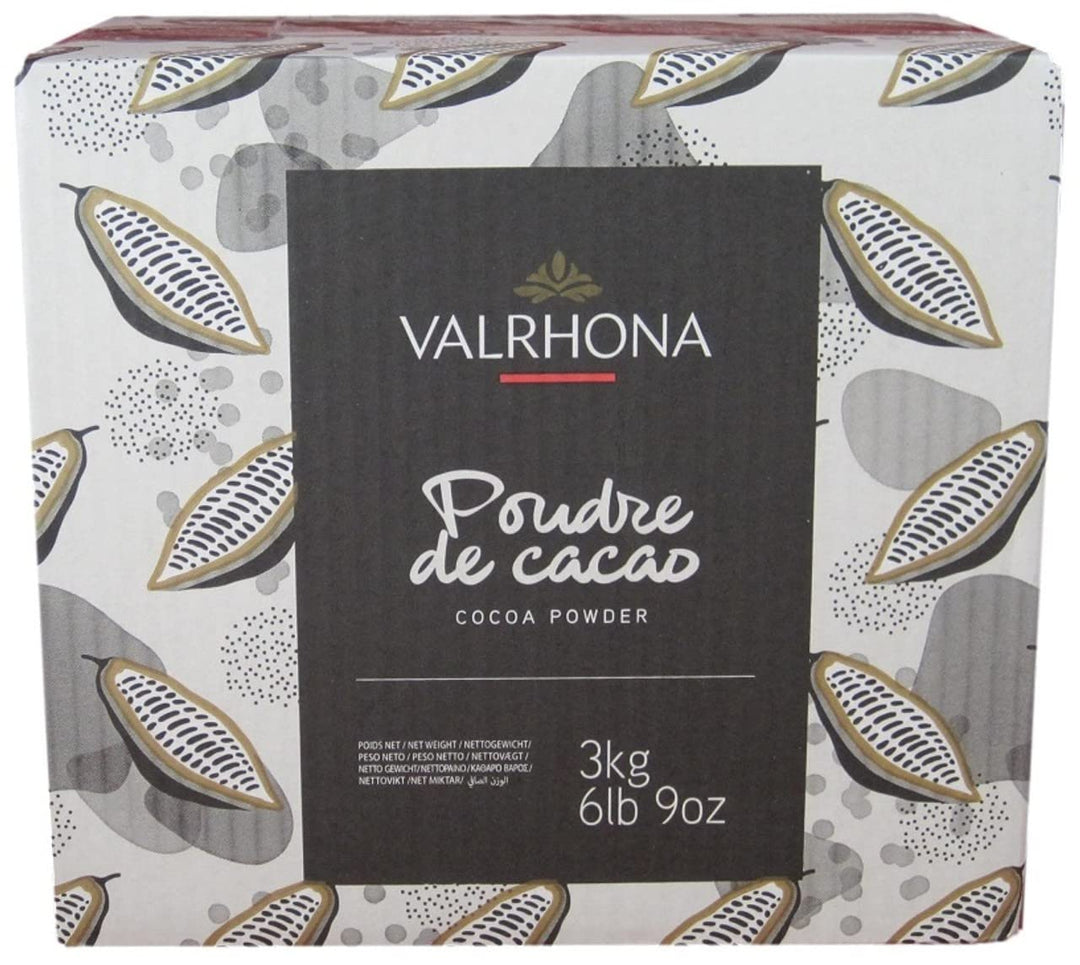 VALRHONA
Poudre
de cacao
COCOA POWDER
POIDS NET / NET WEIGHT / NETTOGEWICHT/
PESO NETO / PESO NETTO / NETTOVÆGT /
NETTO GEWICHT/NETTOPAINO/ΚΑΘΑΡΟ ΒΑΡΟΣ/
NETTOVIKT /NET MIKTAR/ الوزن الصافي
3kg
6lb 9oz